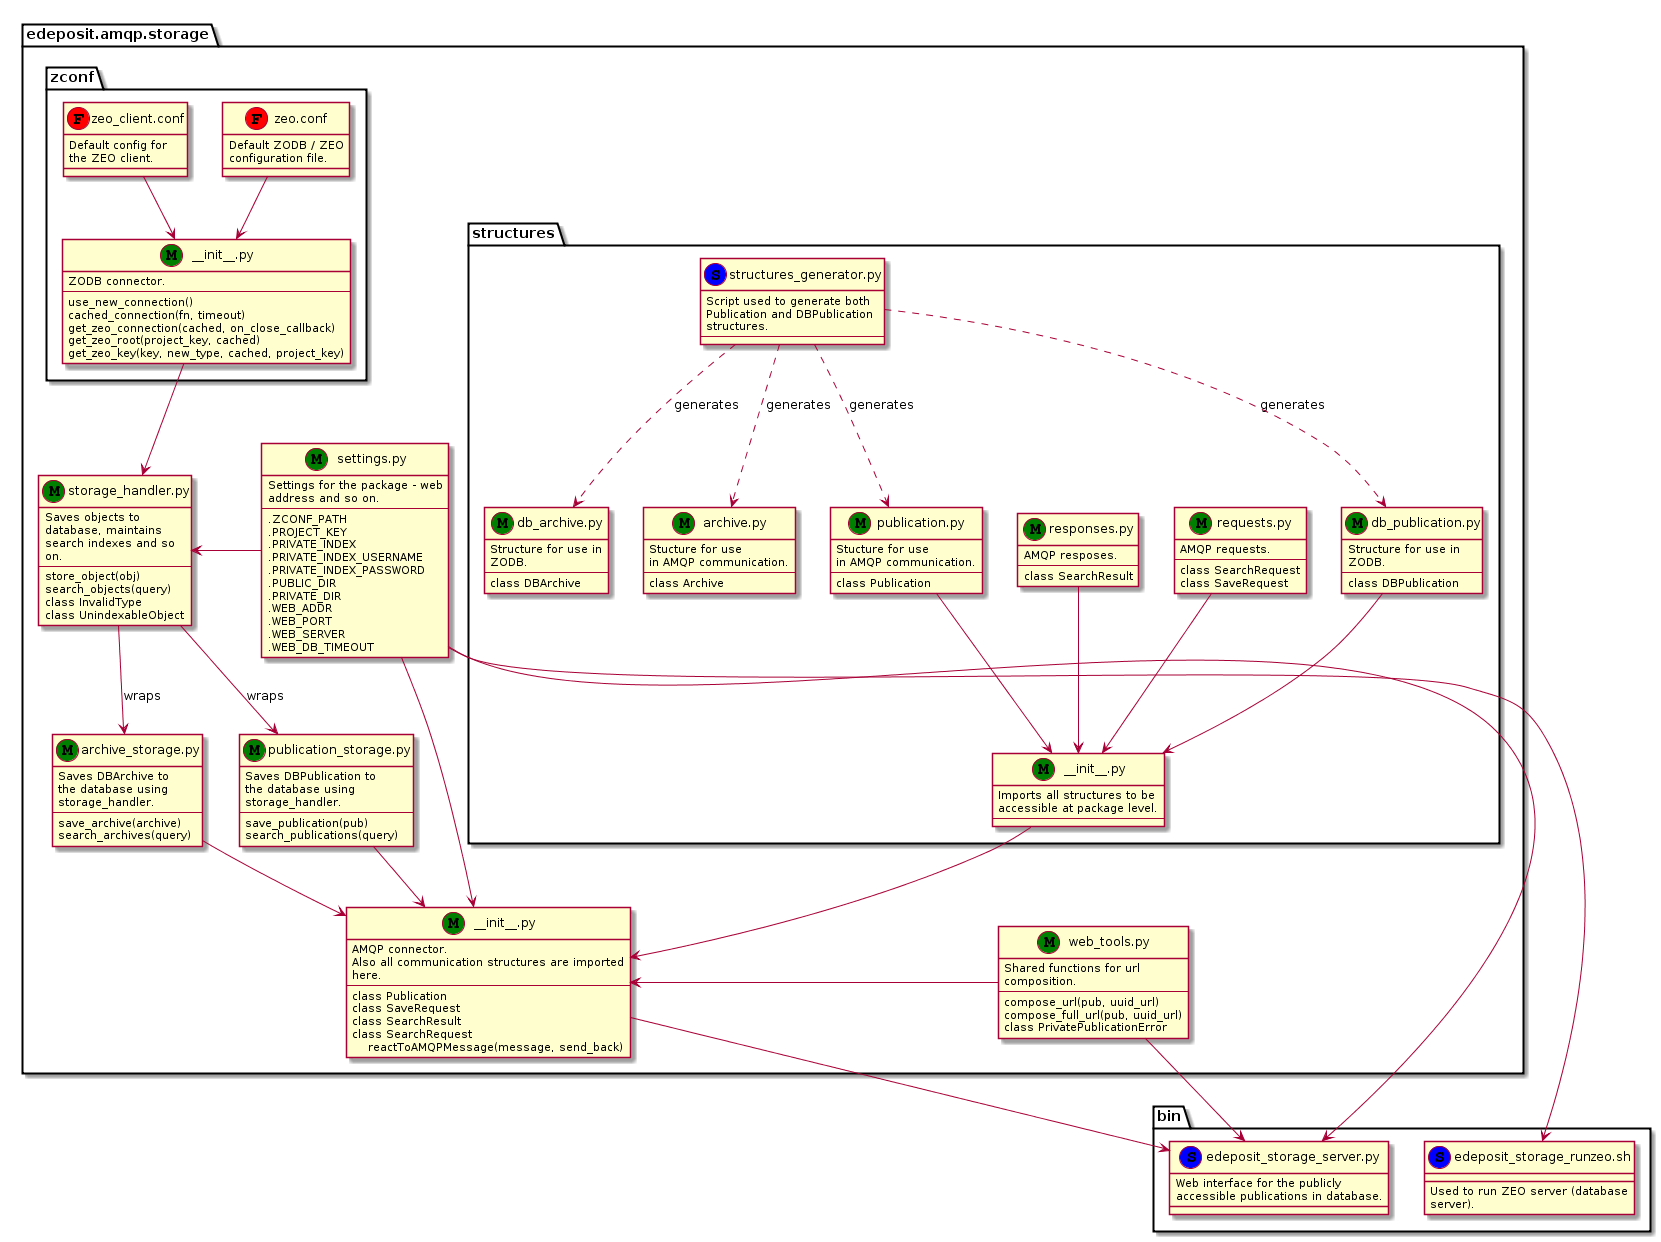 edeposit.amqp.storage
zconf
F zeo_client.conf
Default config for
the ZEO client.
F zeo.conf
Default ZODB / ZEO
configuration file.
M __init__.py
ZODB connector.
use_new_connection()
cached_connection(fn, timeout)
get_zeo_connection(cached, on_close_callback)
get_zeo_root(project_key, cached)
get_zeo_key(key, new_type, cached, project_key)
structures
S structures_generator.py
Script used to generate both
Publication and DBPublication
structures.
generates
generates
generates
generates
M storage_handler.py
Saves objects to
database, maintains
search indexes and so
on.
store_object(obj)
search_objects(query)
class InvalidType
class UnindexableObject
M settings.py
Settings for the package - web
address and so on.
.ZCONF_PATH
.PROJECT_KEY
.PRIVATE_INDEX
.PRIVATE_INDEX_USERNAME
.PRIVATE_INDEX_PASSWORD
.PUBLIC_DIR
.PRIVATE_DIR
.WEB_ADDR
.WEB_PORT
.WEB_SERVER
.WEB_DB_TIMEOUT
M db_archive.py
Structure for use in
ZODB.
class DBArchive
M archive.py
Stucture for use
in AMQP communication.
class Archive
M publication.py
Stucture for use
in AMQP communication.
class Publication
M responses.py
AMQP resposes.
class SearchResult
M requests.py
AMQP requests.
class SearchRequest
class SaveRequest
M db_publication.py
Structure for use in
ZODB.
class DBPublication
wraps
wraps
M archive_storage.py
Saves DBArchive to
the database using
storage_handler.
save_archive(archive)
search_archives(query)
M publication_storage.py
Saves DBPublication to
the database using
storage_handler.
save_publication(pub)
search_publications(query)
M __init__.py
Imports all structures to be
accessible at package level.
M __init__.py
AMQP connector.
Also all communication structures are imported
here.
class Publication
class SaveRequest
class SearchResult
class SearchRequest
reactToAMQPMessage(message, send_back)
M web_tools.py
Shared functions for url
composition.
compose_url(pub, uuid_url)
compose_full_url(pub, uuid_url)
class PrivatePublicationError
bin
S edeposit_storage_server.py
Web interface for the publicly
accessible publications in database.
S edeposit_storage_runzeo.sh
Used to run ZEO server (database
server).